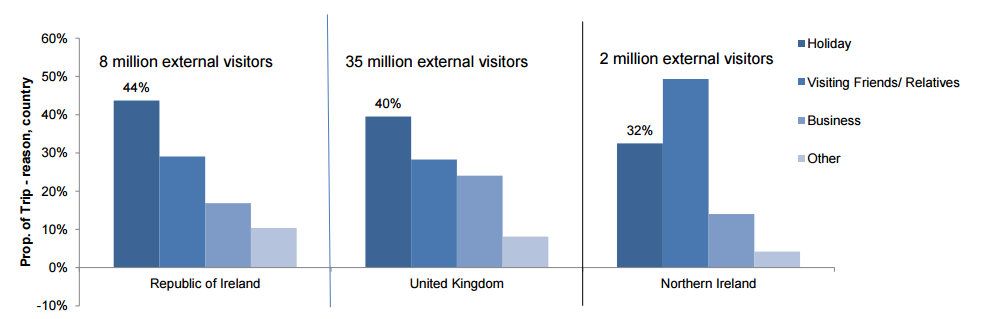 Prop. of Trip - reason, country
60%
50%
40%
30%
20%
10%
0%
-10%
8 million external visitors
44%
Republic of Ireland
35 million external visitors
40%
United Kingdom
2 million external visitors
32%
Northern Ireland
Holiday
Visiting Friends/ Relatives
Business
Other